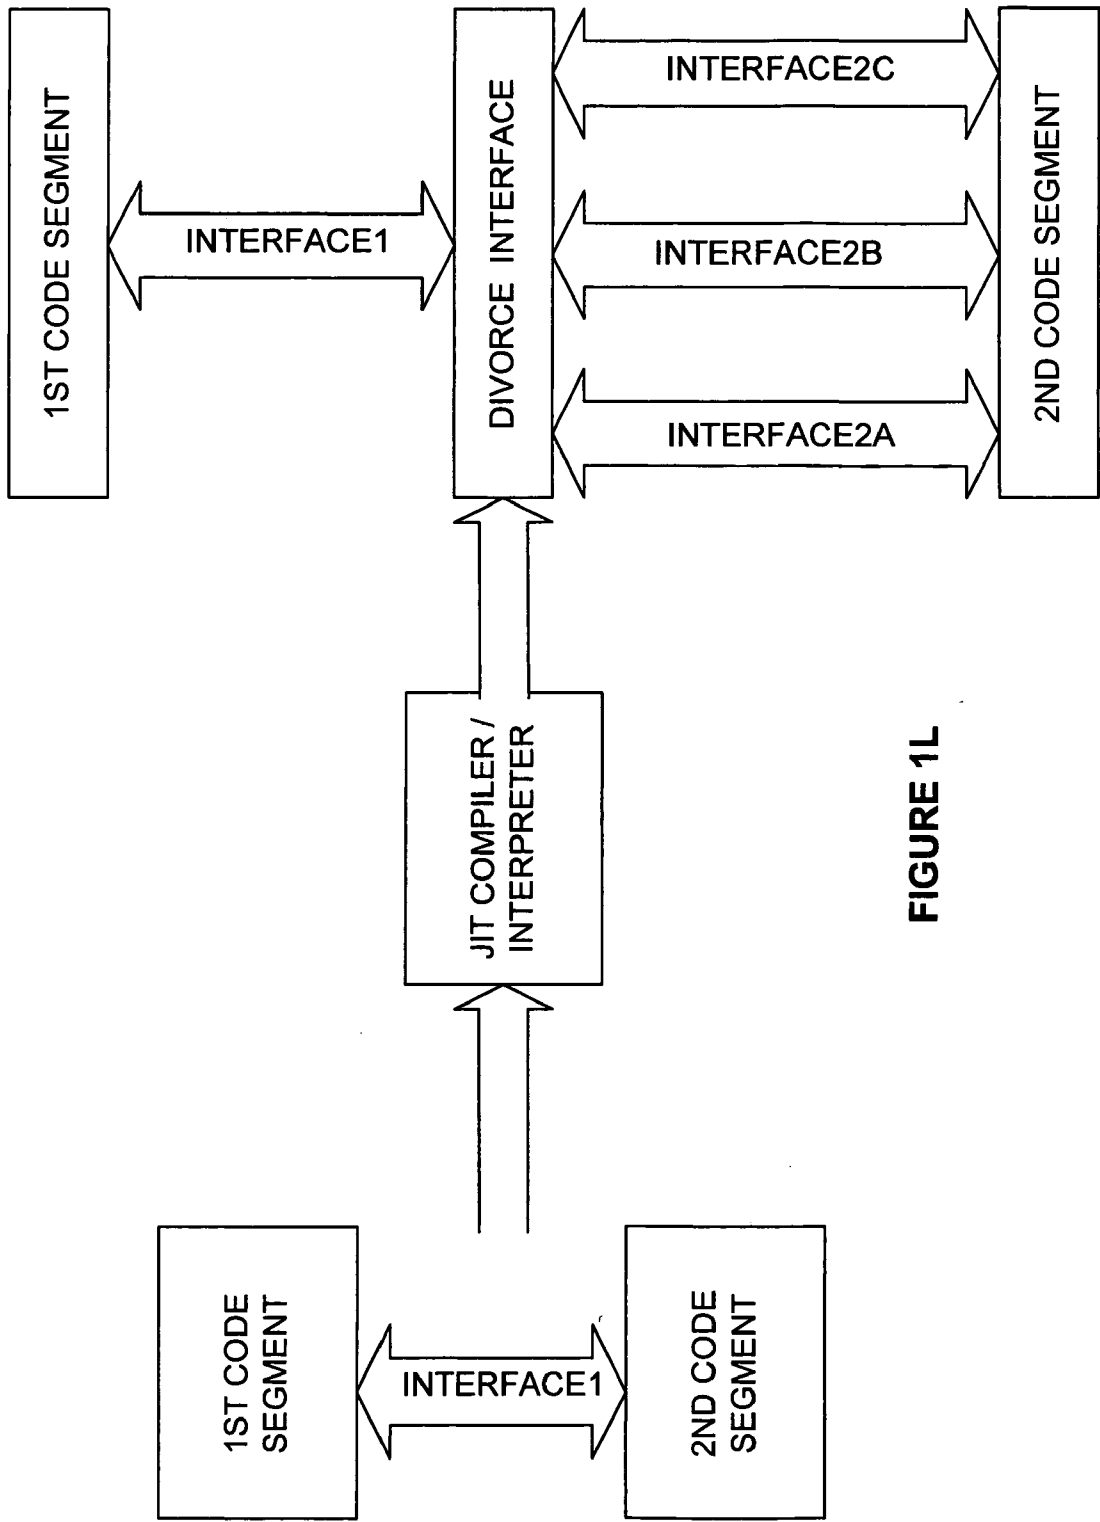 1ST CODE
SEGMENT
INTERFACE1
2ND CODE
SEGMENT
JIT COMPILER /
INTERPRETER
1ST CODE SEGMENT
INTERFACE1
DIVORCE INTERFACE
INTERFACE2A
INTERFACE2B
INTERFACE2C
2ND CODE SEGMENT
FIGURE 1L